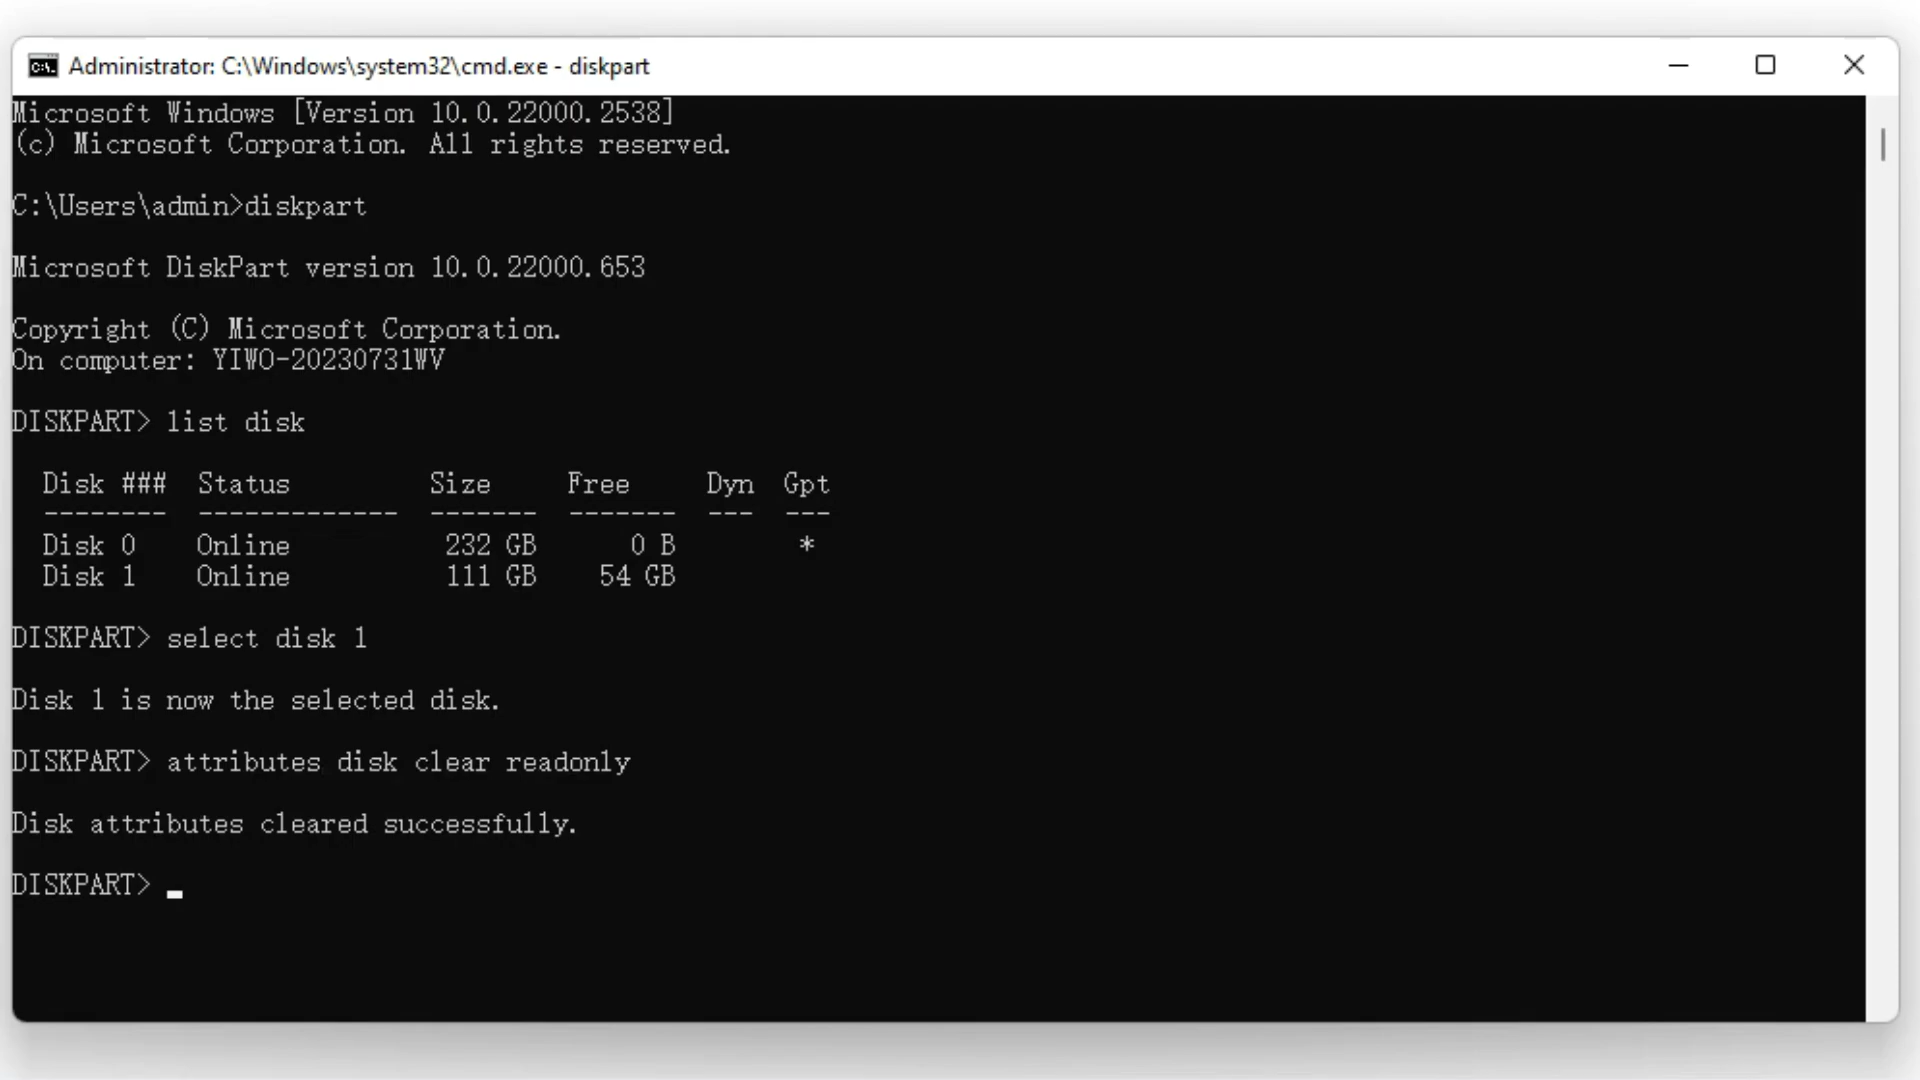 Administrator: C:\Windows\system32\cmd.exe - diskpart
Microsoft Windows [Version 10.0.22000.2538]
(c) Microsoft Corporation. All rights reserved.
C:\Users\admin>diskpart
Microsoft DiskPart version 10.0.22000.653
Copyright (C) Microsoft Corporation.
On computer: YIWO-20230731WV
DISKPART> list disk
  Disk ###  Status         Size     Free     Dyn  Gpt
  --------  -------------  -------  -------  ---  ---
  Disk 0    Online          232 GB      0 B        *
  Disk 1    Online          111 GB    54 GB
DISKPART> select disk 1
Disk 1 is now the selected disk.
DISKPART> attributes disk clear readonly
Disk attributes cleared successfully.
DISKPART>